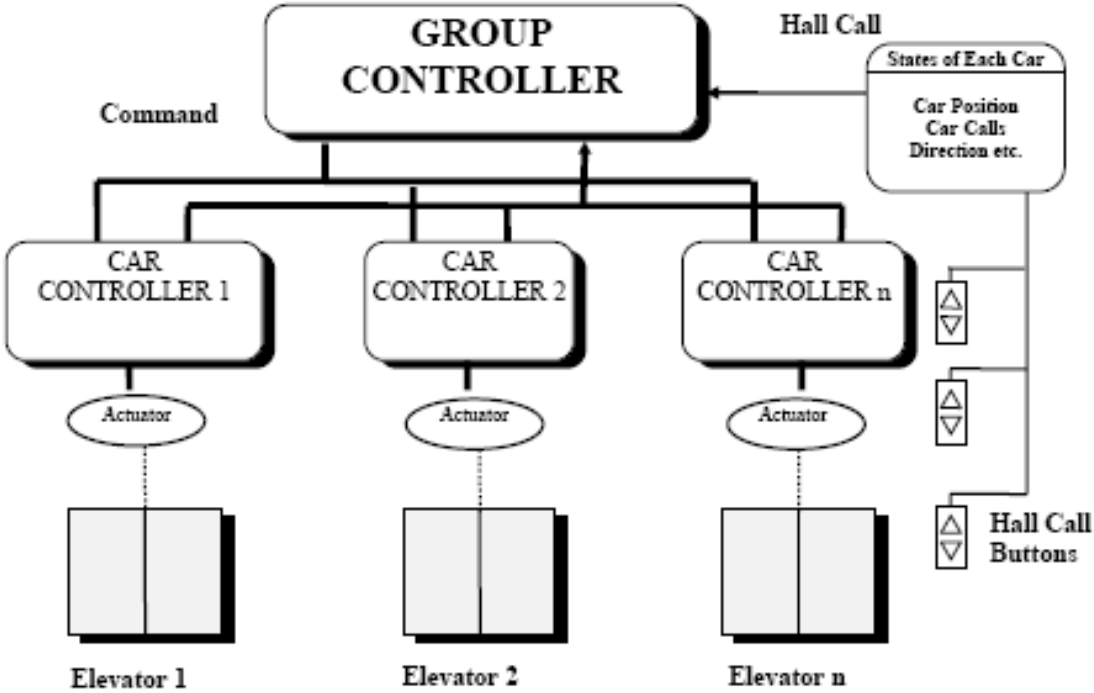 GROUP
CONTROLLER
Hall Call
States of Each Car
Car Position
Car Calls
Direction etc.
Command
CAR
CONTROLLER 1
CAR
CONTROLLER 2
CAR
CONTROLLER n
Actuator
Actuator
Actuator
Hall Call
Buttons
Elevator 1
Elevator 2
Elevator n